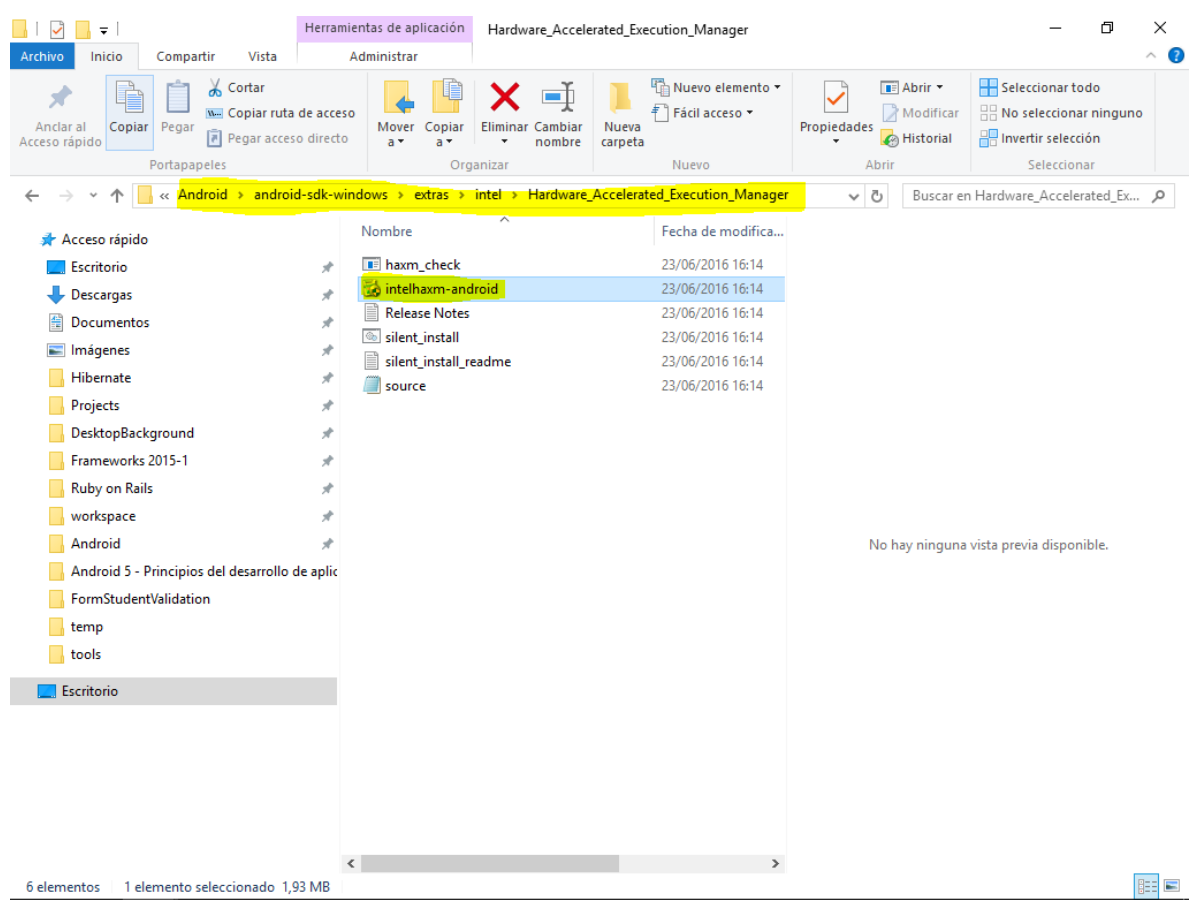 Herramientas de aplicación
Hardware_Accelerated_Execution_Manager
Archivo
Inicio
Compartir
Vista
Administrar
Anclar al
Acceso rápido
Copiar
Pegar
Cortar
Copiar ruta de acceso
Pegar acceso directo
Portapapeles
Mover
a
Copiar
a
Eliminar
Cambiar
nombre
Organizar
Nueva
carpeta
Nuevo elemento
Fácil acceso
Nuevo
Propiedades
Abrir
Modificar
Historial
Abrir
Seleccionar todo
No seleccionar ninguno
Invertir selección
Seleccionar
« Android > android-sdk-windows > extras > intel > Hardware_Accelerated_Execution_Manager
Buscar en Hardware_Accelerated_Ex...
Acceso rápido
Escritorio
Descargas
Documentos
Imágenes
Hibernate
Projects
DesktopBackground
Frameworks 2015-1
Ruby on Rails
workspace
Android
Android 5 - Principios del desarrollo de aplic
FormStudentValidation
temp
tools
Escritorio
Nombre Fecha de modifica...
haxm_check 23/06/2016 16:14
intelhaxm-android 23/06/2016 16:14
Release Notes 23/06/2016 16:14
silent_install 23/06/2016 16:14
silent_install_readme 23/06/2016 16:14
source 23/06/2016 16:14
No hay ninguna vista previa disponible.
6 elementos 1 elemento seleccionado 1,93 MB